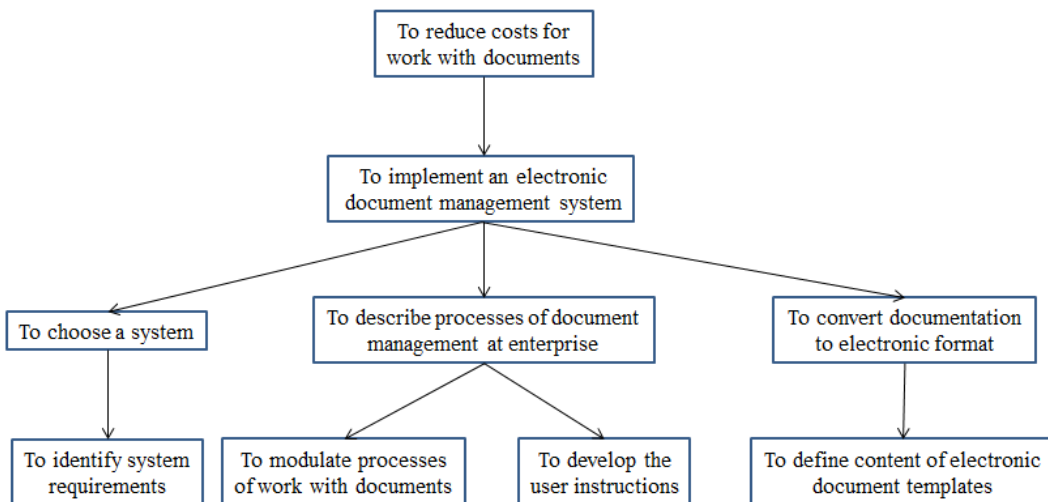 To reduce costs for
work with documents
To implement an electronic
document management system
To choose a system
To describe processes of document
management at enterprise
To convert documentation
to electronic format
To identify system
requirements
To modulate processes
of work with documents
To develop the
user instructions
To define content of electronic
document templates